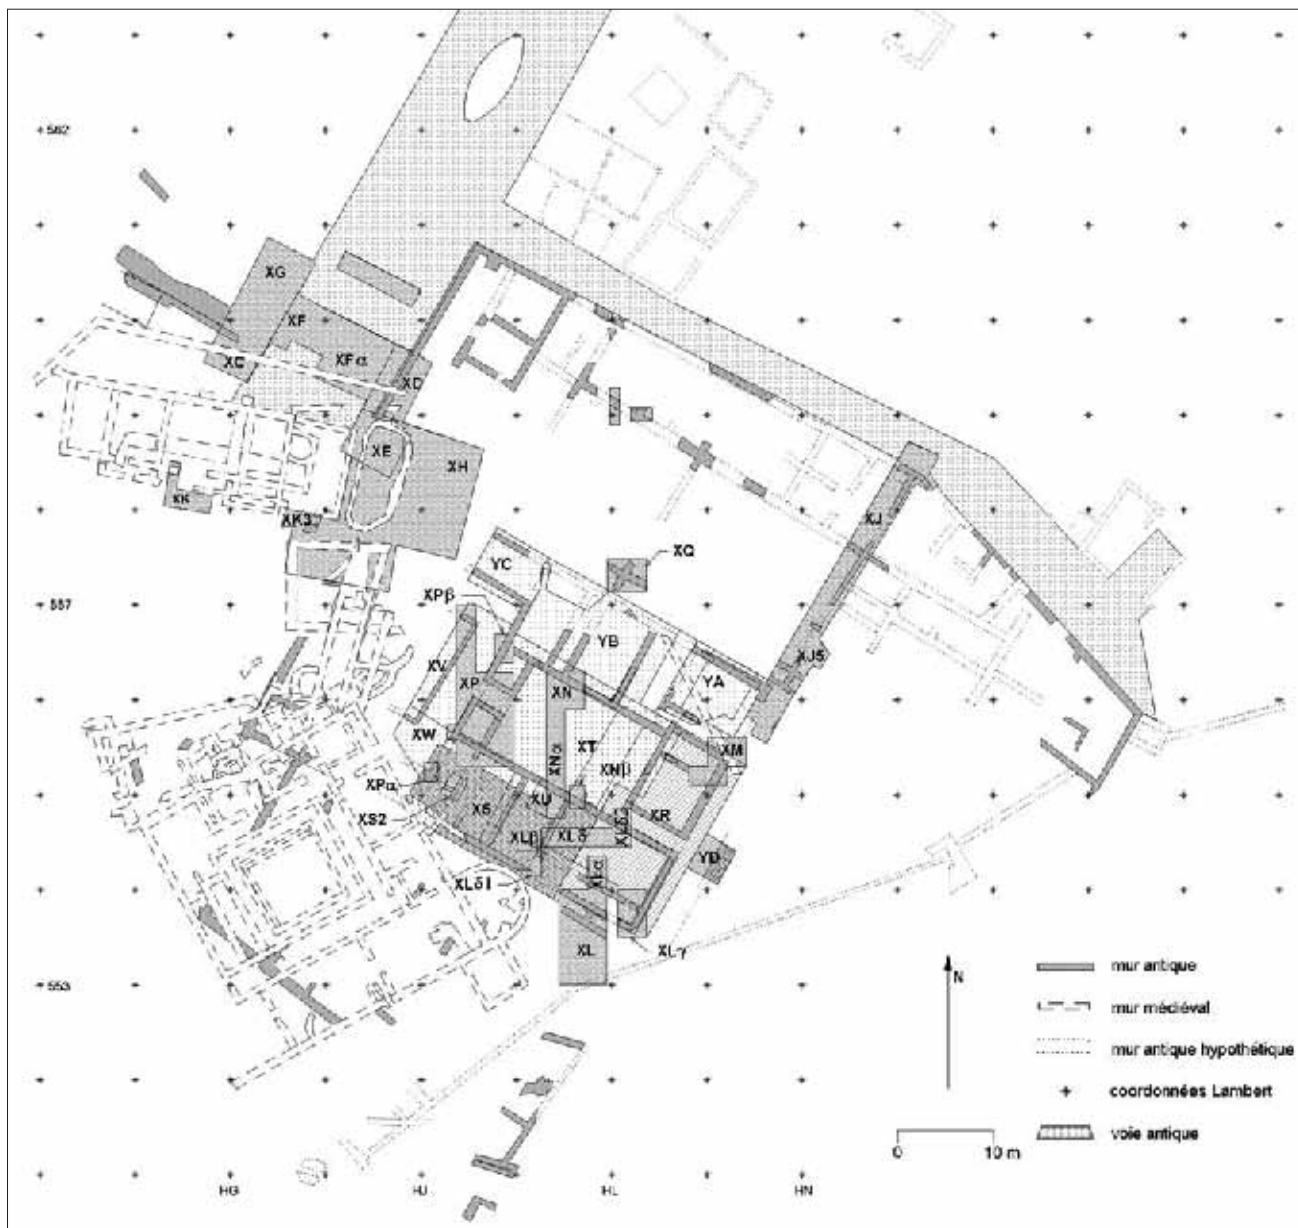 562
XG
XF
XFα
XC
XD
XE
XH
XK
XK3
XJ
XQ
YC
XPβ
557
YB
XJ5
XV
XP
YA
XN
XW
XT
XM
XNα
XNβ
XPα
XU
XS
XR
XS2
XLδ2
XLβ
XLδ
YD
XLα
XLδ1
XL
XLγ
553
N
mur antique
mur médiéval
mur antique hypothétique
coordonnées Lambert
voie antique
0 10 m
HG HJ HL HN